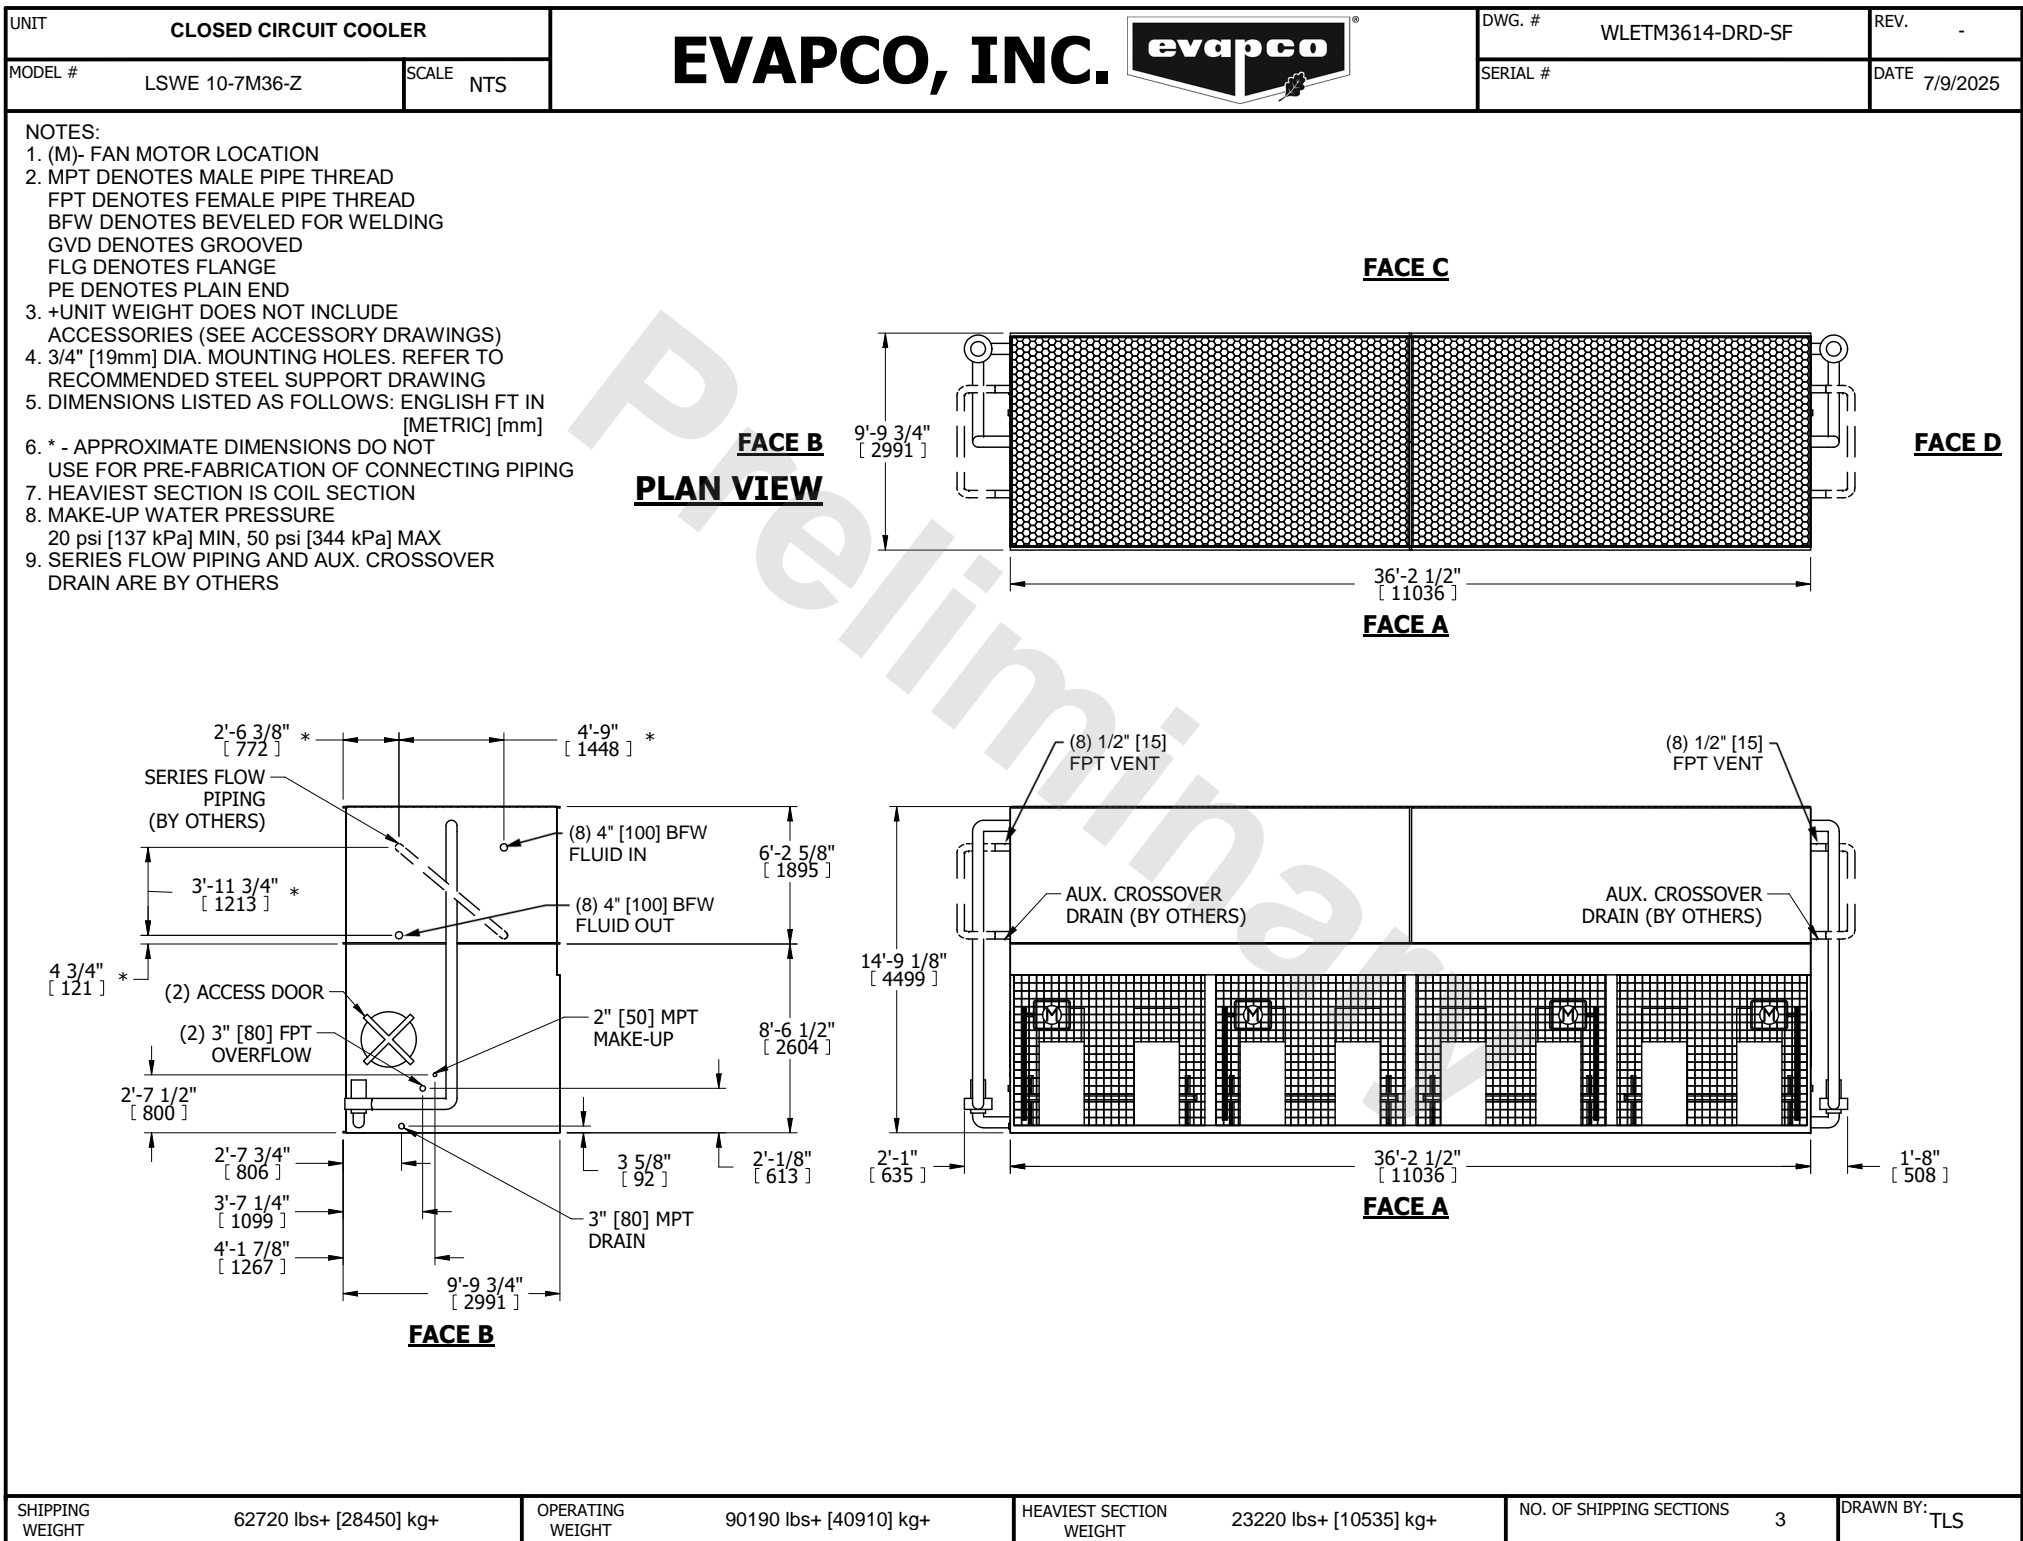 UNIT
CLOSED CIRCUIT COOLER
MODEL #
LSWE 10-7M36-Z
SCALE
NTS
EVAPCO, INC.
evapco
®
DWG. #
WLETM3614-DRD-SF
REV.
-
SERIAL #
DATE
7/9/2025
NOTES:
1. (M)- FAN MOTOR LOCATION
2. MPT DENOTES MALE PIPE THREAD
FPT DENOTES FEMALE PIPE THREAD
BFW DENOTES BEVELED FOR WELDING
GVD DENOTES GROOVED
FLG DENOTES FLANGE
PE DENOTES PLAIN END
3. +UNIT WEIGHT DOES NOT INCLUDE
ACCESSORIES (SEE ACCESSORY DRAWINGS)
4. 3/4" [19mm] DIA. MOUNTING HOLES. REFER TO
RECOMMENDED STEEL SUPPORT DRAWING
5. DIMENSIONS LISTED AS FOLLOWS: ENGLISH FT IN
[METRIC] [mm]
6. * - APPROXIMATE DIMENSIONS DO NOT
USE FOR PRE-FABRICATION OF CONNECTING PIPING
7. HEAVIEST SECTION IS COIL SECTION
8. MAKE-UP WATER PRESSURE
20 psi [137 kPa] MIN, 50 psi [344 kPa] MAX
9. SERIES FLOW PIPING AND AUX. CROSSOVER
DRAIN ARE BY OTHERS
Preliminary
FACE C
FACE B
PLAN VIEW
9'-9 3/4"
[ 2991 ]
FACE D
36'-2 1/2"
[ 11036 ]
FACE A
2'-6 3/8" *
[ 772 ]
4'-9" *
[ 1448 ]
SERIES FLOW
PIPING
(BY OTHERS)
(8) 4" [100] BFW
FLUID IN
3'-11 3/4" *
[ 1213 ]
(8) 4" [100] BFW
FLUID OUT
6'-2 5/8"
[ 1895 ]
4 3/4" *
[ 121 ]
(2) ACCESS DOOR
(2) 3" [80] FPT
OVERFLOW
2" [50] MPT
MAKE-UP
8'-6 1/2"
[ 2604 ]
2'-7 1/2"
[ 800 ]
2'-7 3/4"
[ 806 ]
3 5/8"
[ 92 ]
2'-1/8"
[ 613 ]
3'-7 1/4"
[ 1099 ]
3" [80] MPT
DRAIN
4'-1 7/8"
[ 1267 ]
9'-9 3/4"
[ 2991 ]
FACE B
(8) 1/2" [15]
FPT VENT
(8) 1/2" [15]
FPT VENT
AUX. CROSSOVER
DRAIN (BY OTHERS)
AUX. CROSSOVER
DRAIN (BY OTHERS)
14'-9 1/8"
[ 4499 ]
M
M
M
M
2'-1"
[ 635 ]
36'-2 1/2"
[ 11036 ]
1'-8"
[ 508 ]
FACE A
SHIPPING
WEIGHT
62720 lbs+ [28450] kg+
OPERATING
WEIGHT
90190 lbs+ [40910] kg+
HEAVIEST SECTION
WEIGHT
23220 lbs+ [10535] kg+
NO. OF SHIPPING SECTIONS
3
DRAWN BY:
TLS